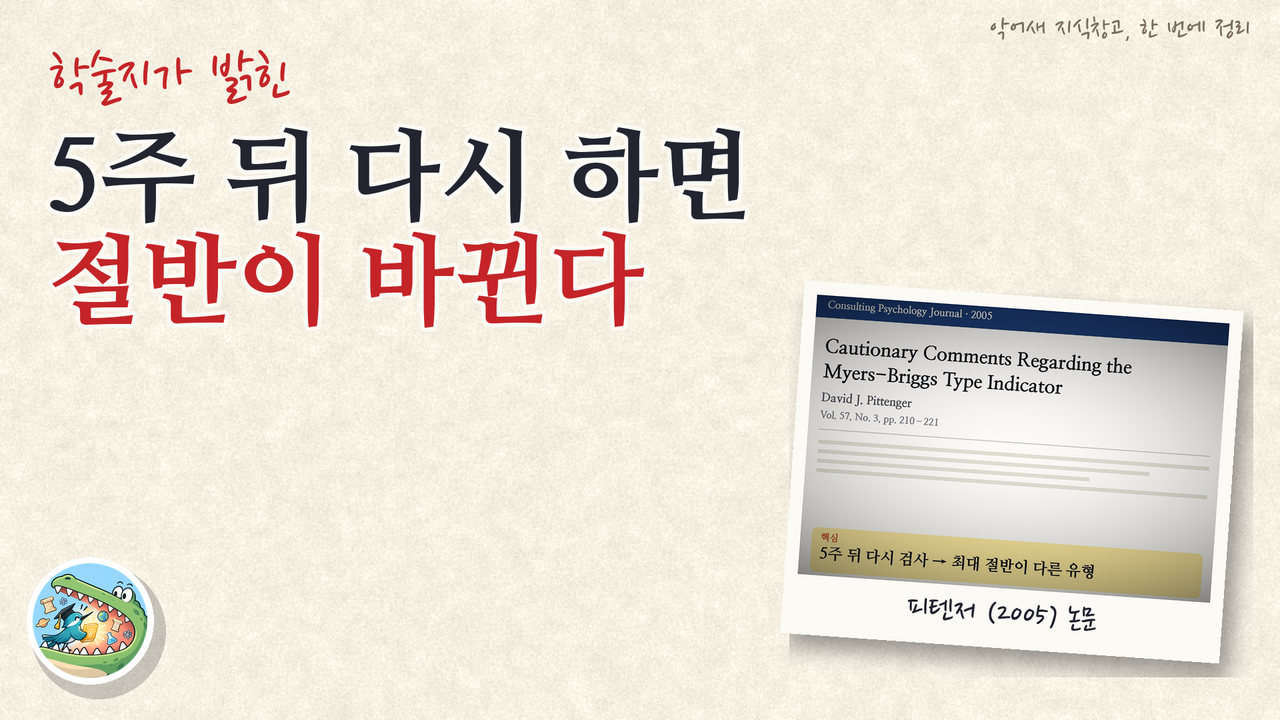 악어새 지식창고, 한 번에 정리
학술지가 밝힌
5주 뒤 다시 하면
절반이 바뀐다
Consulting Psychology Journal · 2005
Cautionary Comments Regarding the
Myers–Briggs Type Indicator
David J. Pittenger
Vol. 57, No. 3, pp. 210–221
핵심
5주 뒤 다시 검사 → 최대 절반이 다른 유형
피텐저 (2005) 논문